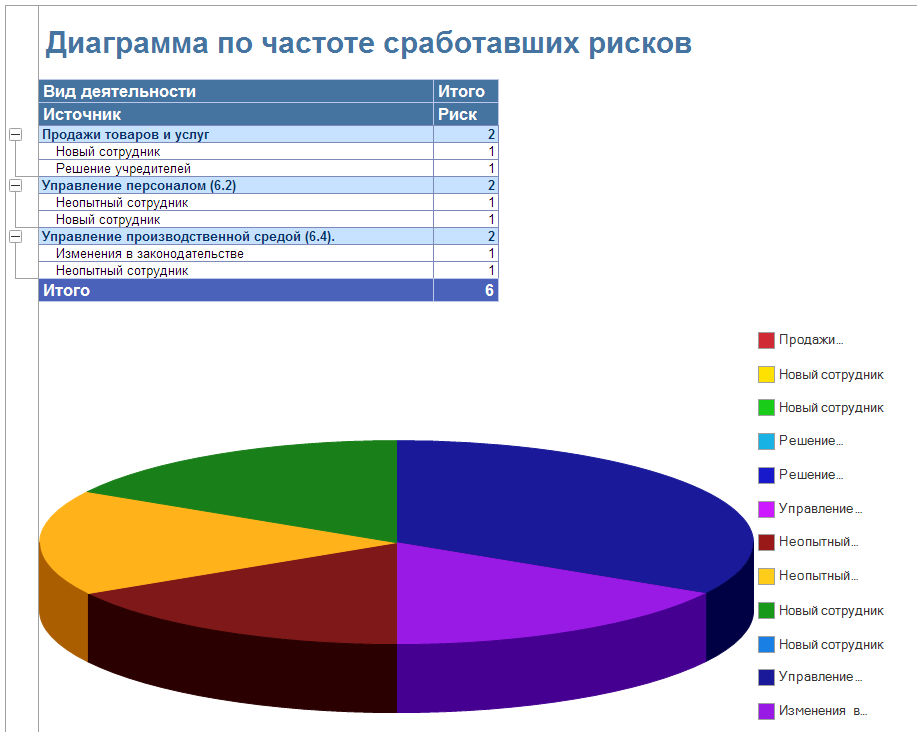 Диаграмма по частоте сработавших рисков
Вид деятельности Итого
Источник Риск
Продажи товаров и услуг 2
Новый сотрудник 1
Решение учредителей 1
Управление персоналом (6.2) 2
Неопытный сотрудник 1
Новый сотрудник 1
Управление производственной средой (6.4). 2
Изменения в законодательстве 1
Неопытный сотрудник 1
Итого 6
Продажи...
Новый сотрудник
Новый сотрудник
Решение...
Решение...
Управление...
Неопытный...
Неопытный...
Новый сотрудник
Новый сотрудник
Управление...
Изменения в...